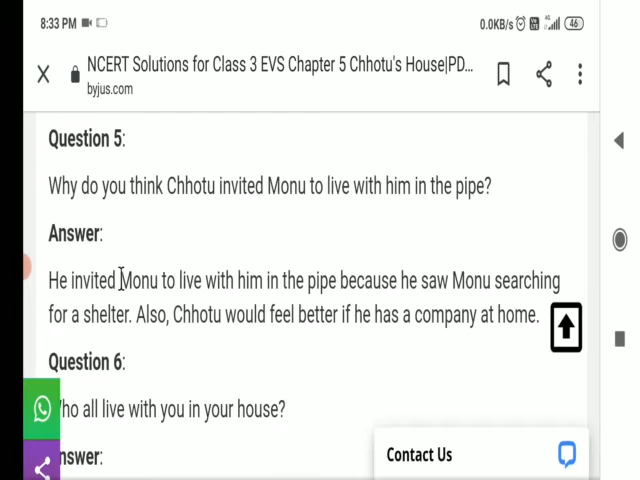 8:33 PM
0.0KB/s 4G 46
NCERT Solutions for Class 3 EVS Chapter 5 Chhotu's House|PD...
byjus.com
Question 5:
Why do you think Chhotu invited Monu to live with him in the pipe?
Answer:
He invited Monu to live with him in the pipe because he saw Monu searching
for a shelter. Also, Chhotu would feel better if he has a company at home.
Question 6:
ho all live with you in your house?
nswer:
Contact Us